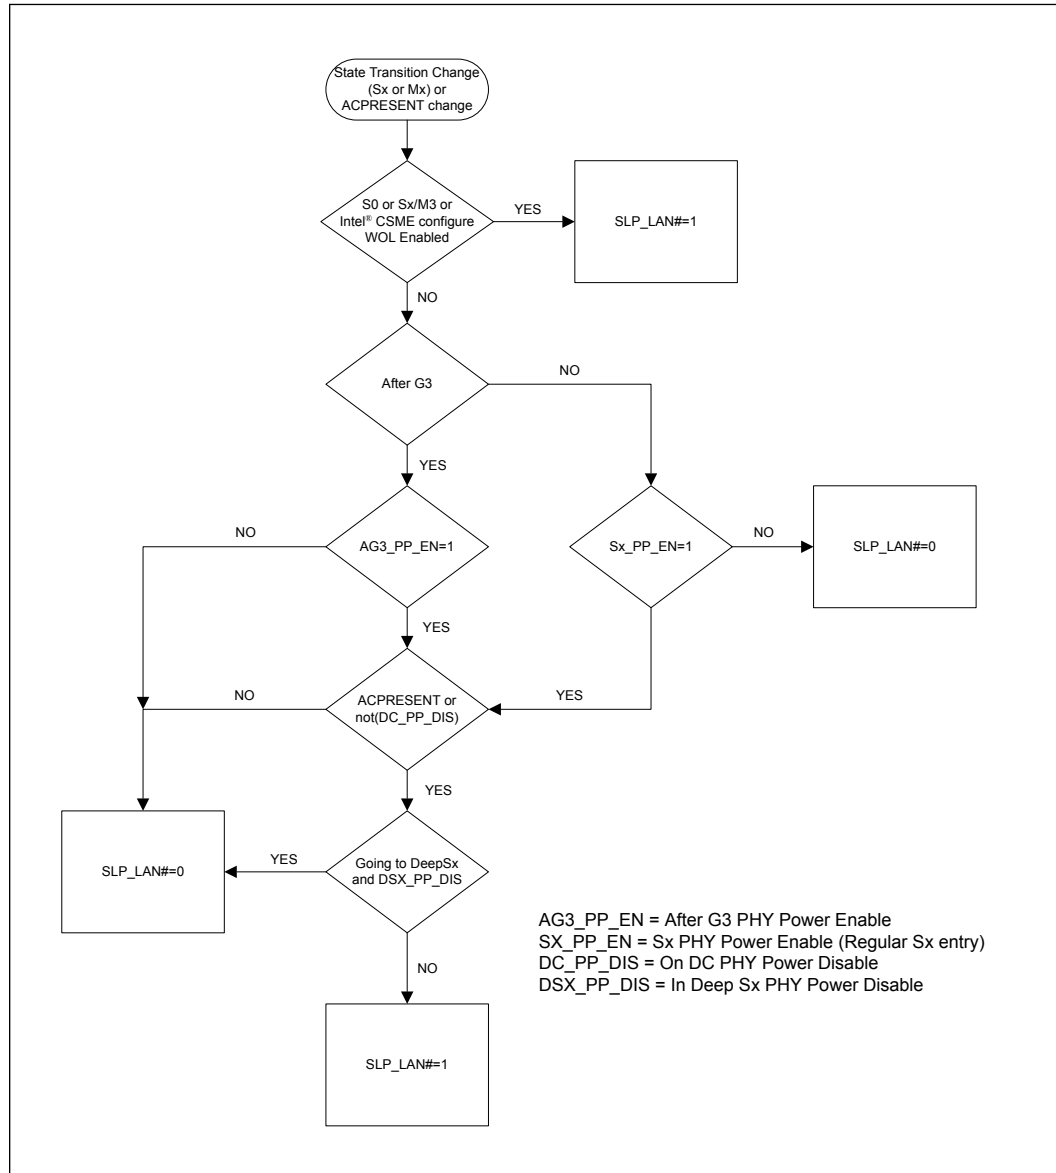 State Transition Change
(Sx or Mx) or
ACPRESENT change
S0 or Sx/M3 or
Intel® CSME configure
WOL Enabled
YES
SLP_LAN#=1
NO
After G3
NO
YES
NO
AG3_PP_EN=1
Sx_PP_EN=1
NO
SLP_LAN#=0
YES
NO
ACPRESENT or
not(DC_PP_DIS)
YES
YES
SLP_LAN#=0
YES
Going to DeepSx
and DSX_PP_DIS
AG3_PP_EN = After G3 PHY Power Enable
SX_PP_EN = Sx PHY Power Enable (Regular Sx entry)
DC_PP_DIS = On DC PHY Power Disable
DSX_PP_DIS = In Deep Sx PHY Power Disable
NO
SLP_LAN#=1